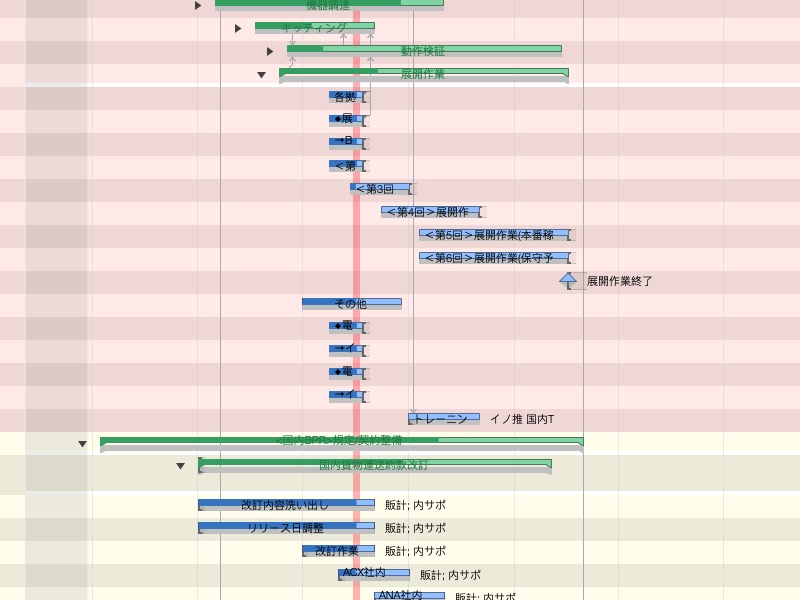 機器調達
キッティング
動作検証
展開作業
各拠
◆展
→B
＜第
＜第3回
＜第4回＞展開作
＜第5回＞展開作業(本番稼
＜第6回＞展開作業(保守予
展開作業終了
その他
◆電
→イ
◆電
→イ
トレーニン イノ推 国内T
<国内BPR>規定/契約整備
国内貨物運送約款改訂
改訂内容洗い出し 販計; 内サポ
リリース日調整 販計; 内サポ
改訂作業 販計; 内サポ
ACX社内 販計; 内サポ
ANA社内 販計; 内サポ